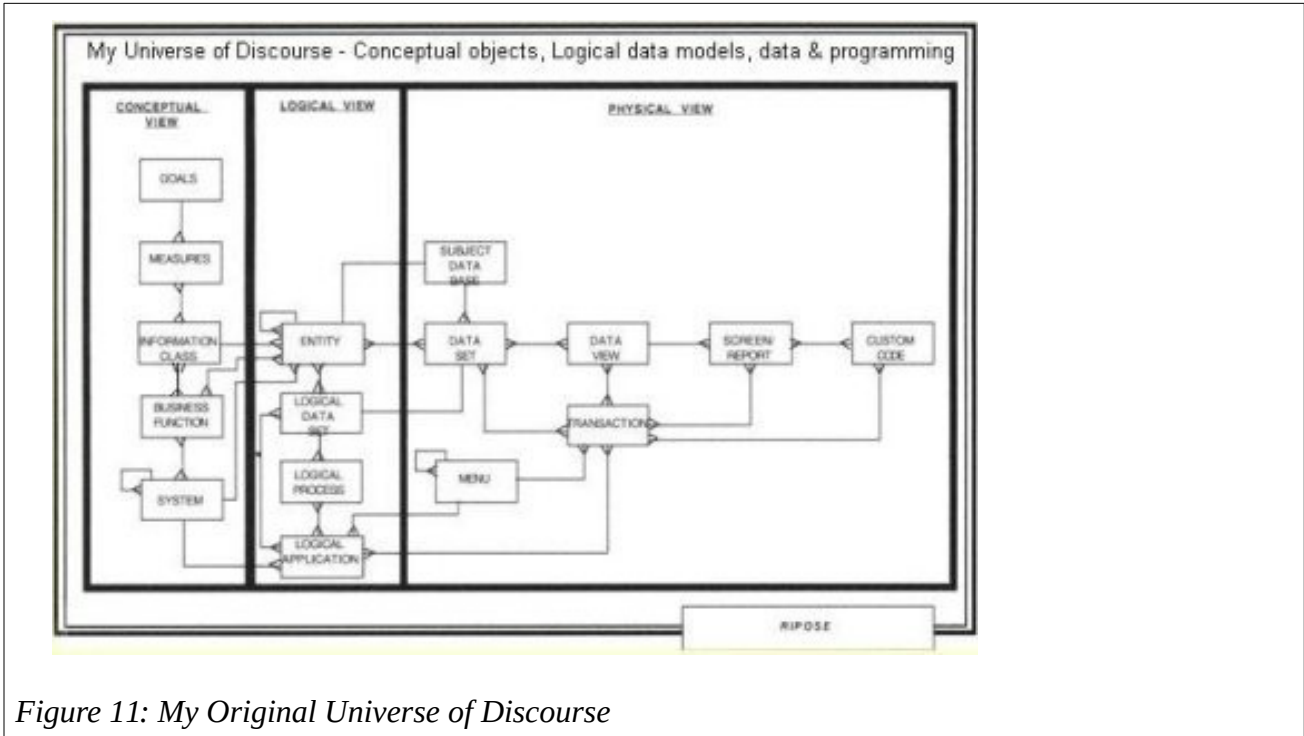 My Universe of Discourse - Conceptual objects, Logical data models, data & programming
CONCEPTUAL
VIEW
LOGICAL VIEW
PHYSICAL VIEW
GOALS
MEASURES
INFORMATION
CLASS
BUSINESS
FUNCTION
SYSTEM
ENTITY
LOGICAL
DATA
SET
LOGICAL
PROCESS
LOGICAL
APPLICATION
SUBJECT
DATA
BASE
DATA
SET
DATA
VIEW
SCREEN/
REPORT
CUSTOM
CODE
TRANSACTION
MENU
RIPOSE
Figure 11: My Original Universe of Discourse